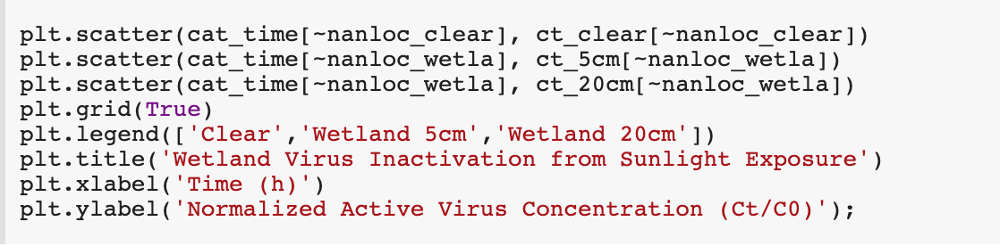 plt.scatter(cat_time[~nanloc_clear], ct_clear[~nanloc_clear])
plt.scatter(cat_time[~nanloc_wetla], ct_5cm[~nanloc_wetla])
plt.scatter(cat_time[~nanloc_wetla], ct_20cm[~nanloc_wetla])
plt.grid(True)
plt.legend(['Clear','Wetland 5cm','Wetland 20cm'])
plt.title('Wetland Virus Inactivation from Sunlight Exposure')
plt.xlabel('Time (h)')
plt.ylabel('Normalized Active Virus Concentration (Ct/C0)');